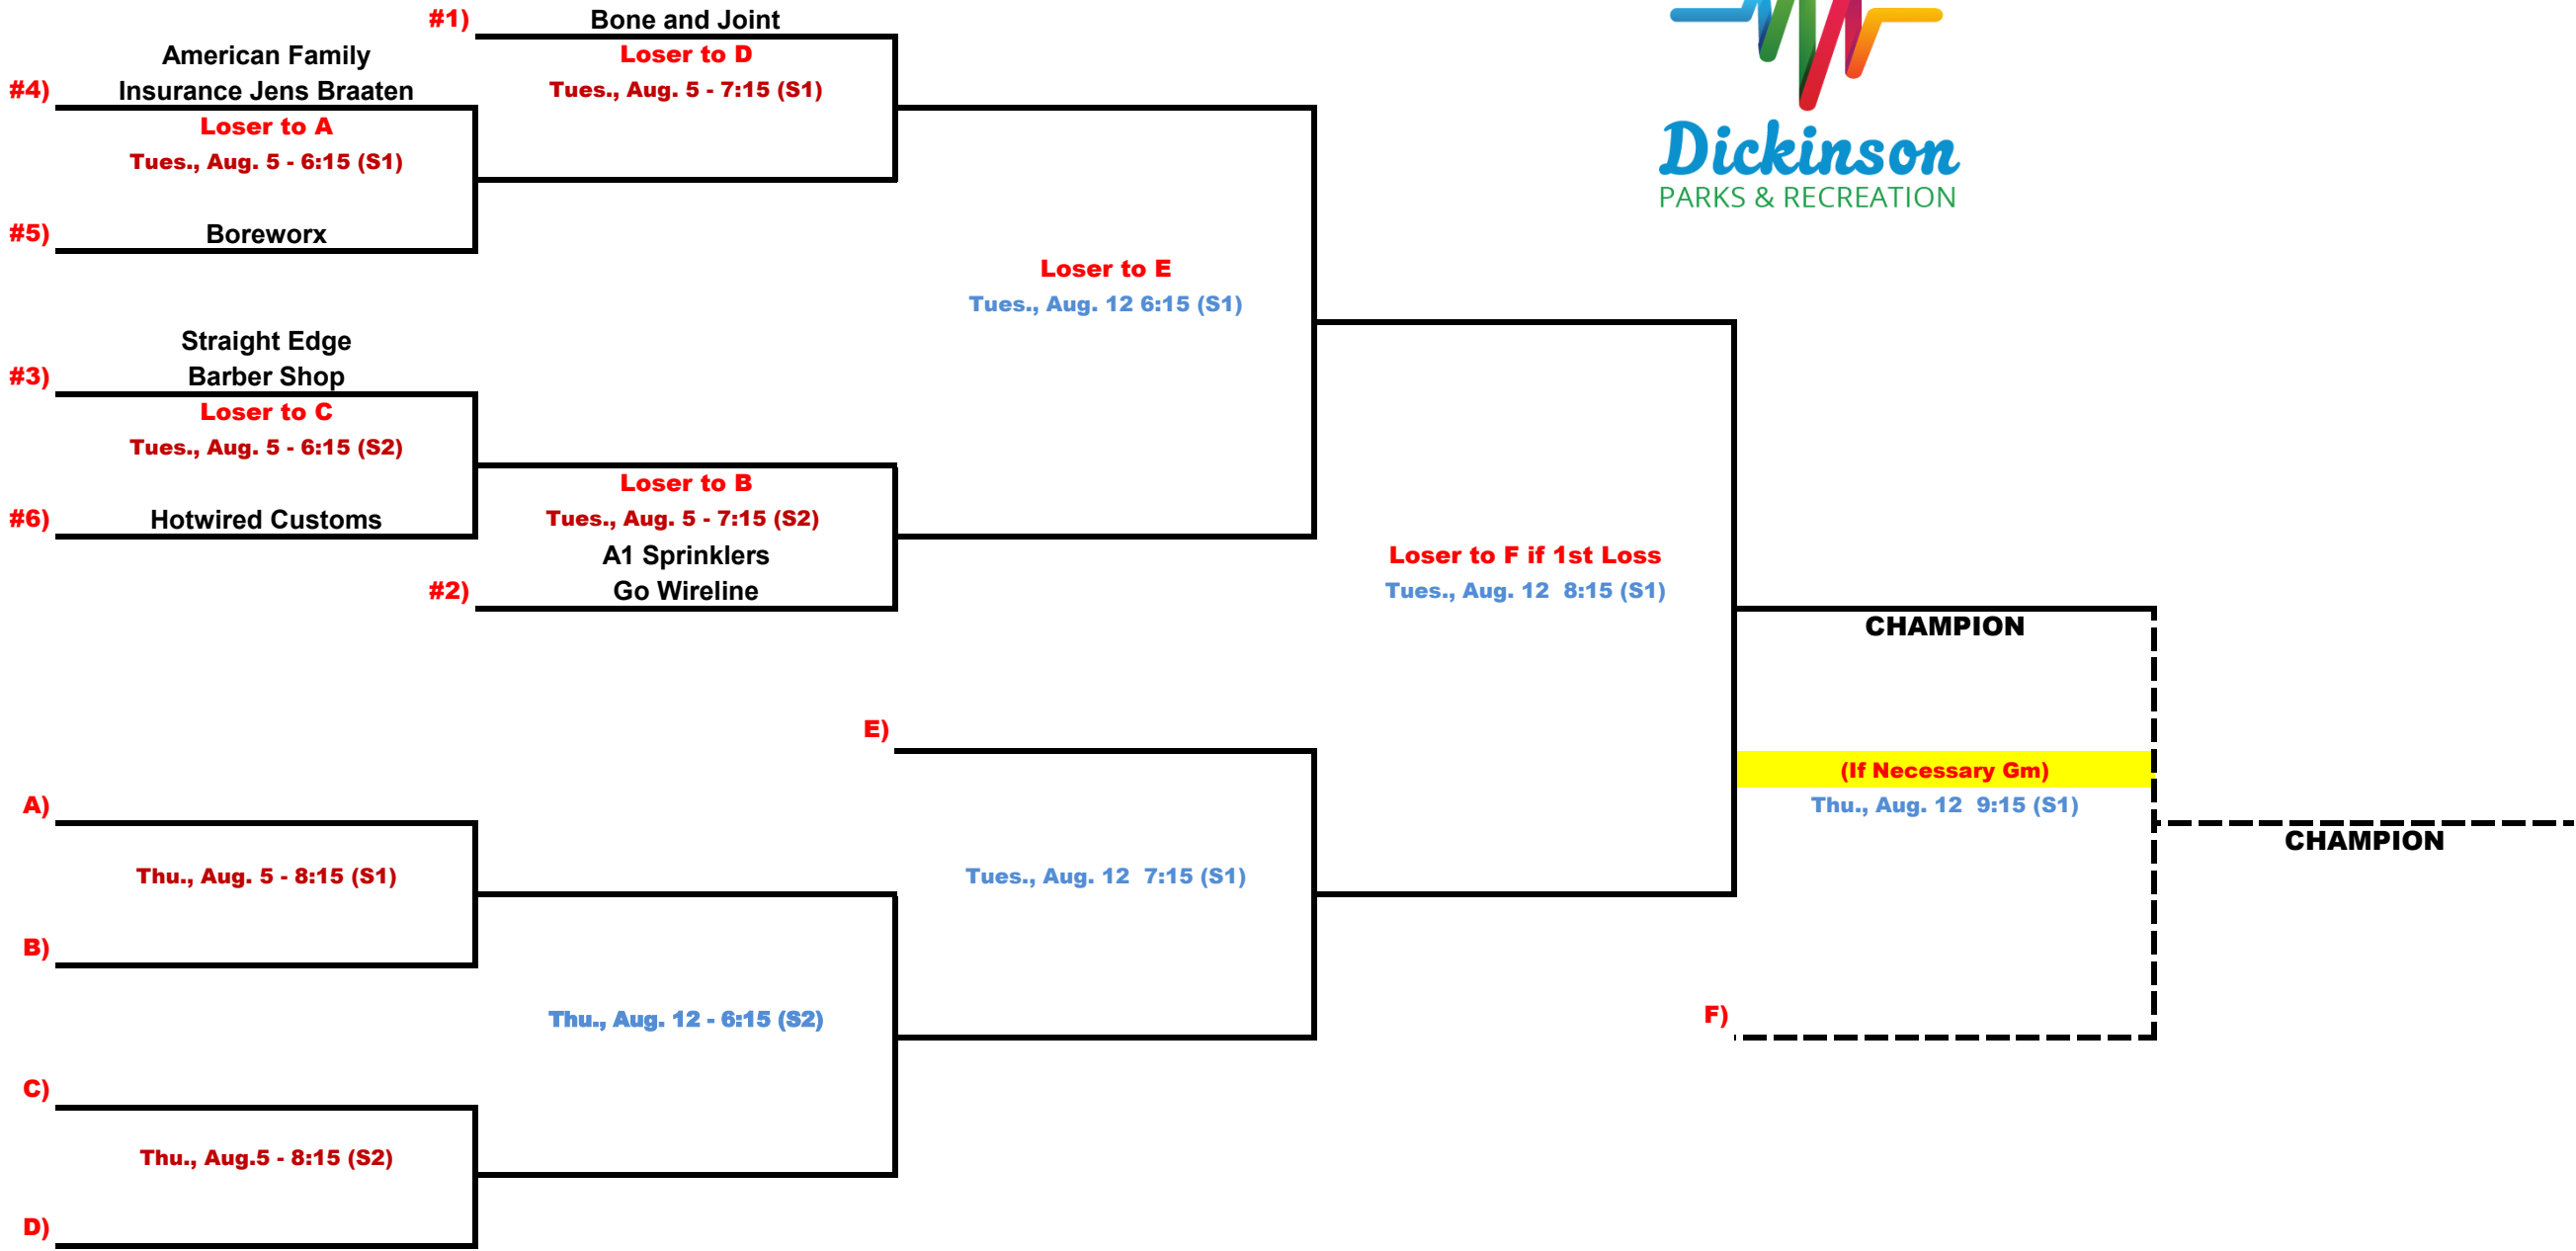 #1)
Bone and Joint
Loser to D
Tues., Aug. 5 - 7:15 (S1)
American Family
#4)
Insurance Jens Braaten
Loser to A
Tues., Aug. 5 - 6:15 (S1)
#5)
Boreworx
Dickinson
PARKS & RECREATION
Loser to E
Tues., Aug. 12 6:15 (S1)
Straight Edge
#3)
Barber Shop
Loser to C
Tues., Aug. 5 - 6:15 (S2)
#6)
Hotwired Customs
Loser to B
Tues., Aug. 5 - 7:15 (S2)
A1 Sprinklers
#2)
Go Wireline
Loser to F if 1st Loss
Tues., Aug. 12 8:15 (S1)
CHAMPION
(If Necessary Gm)
Thu., Aug. 12 9:15 (S1)
CHAMPION
E)
A)
Thu., Aug. 5 - 8:15 (S1)
Tues., Aug. 12 7:15 (S1)
B)
Thu., Aug. 12 - 6:15 (S2)
F)
C)
Thu., Aug.5 - 8:15 (S2)
D)